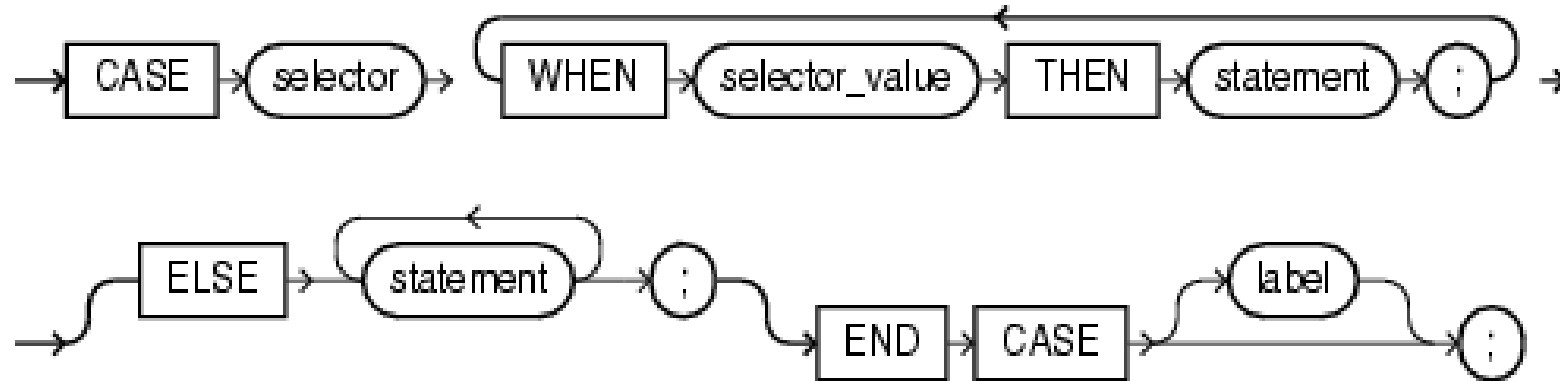 CASE selector WHEN selector_value THEN statement ;
ELSE statement ; label
END CASE ;